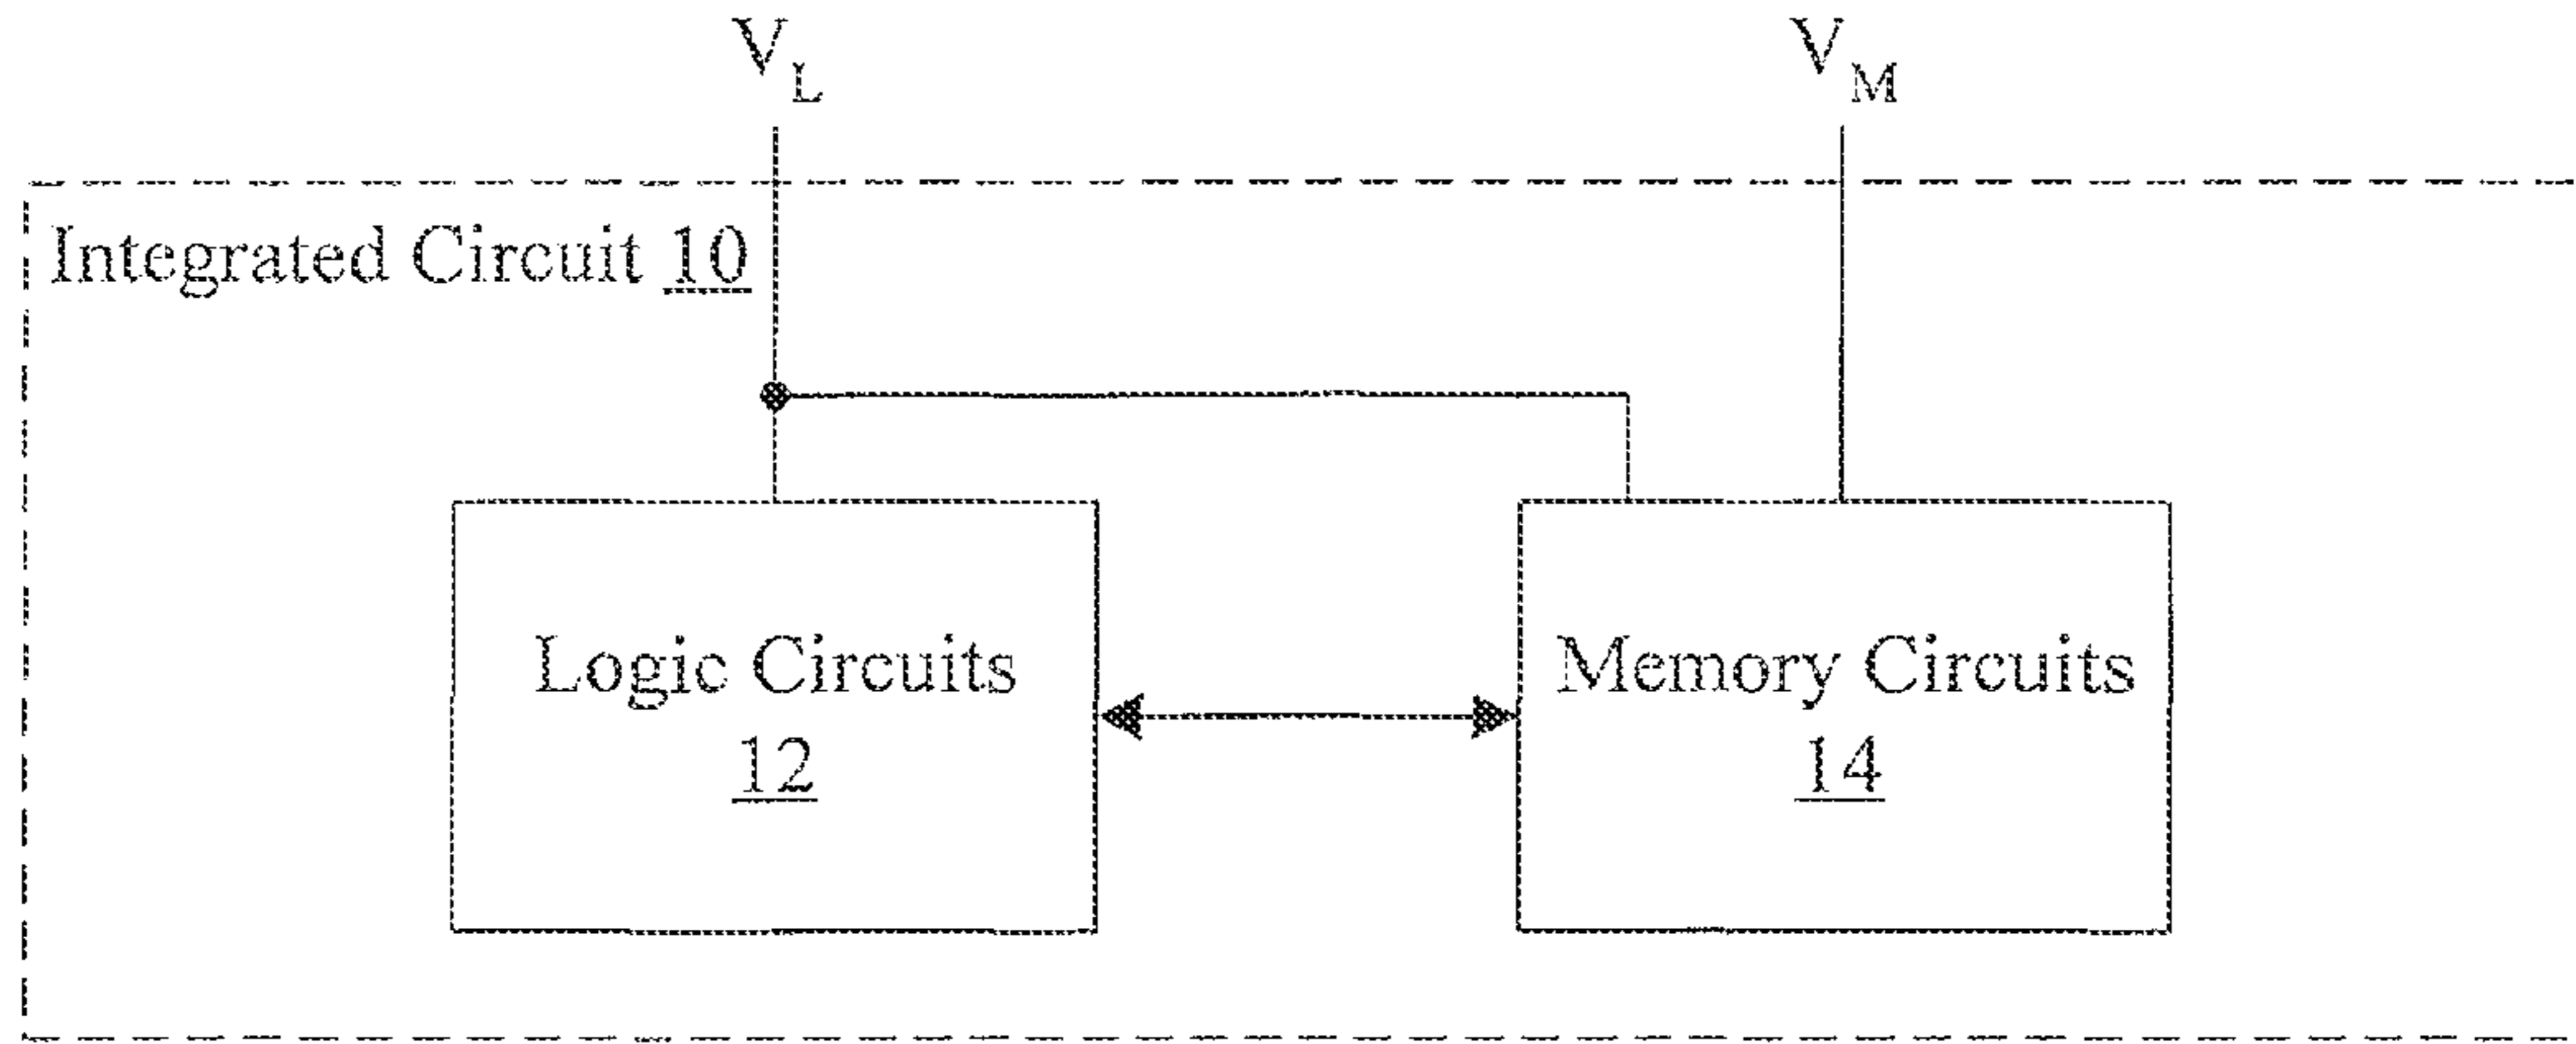 V_L
V_M
Integrated Circuit 10
Logic Circuits
12
Memory Circuits
14